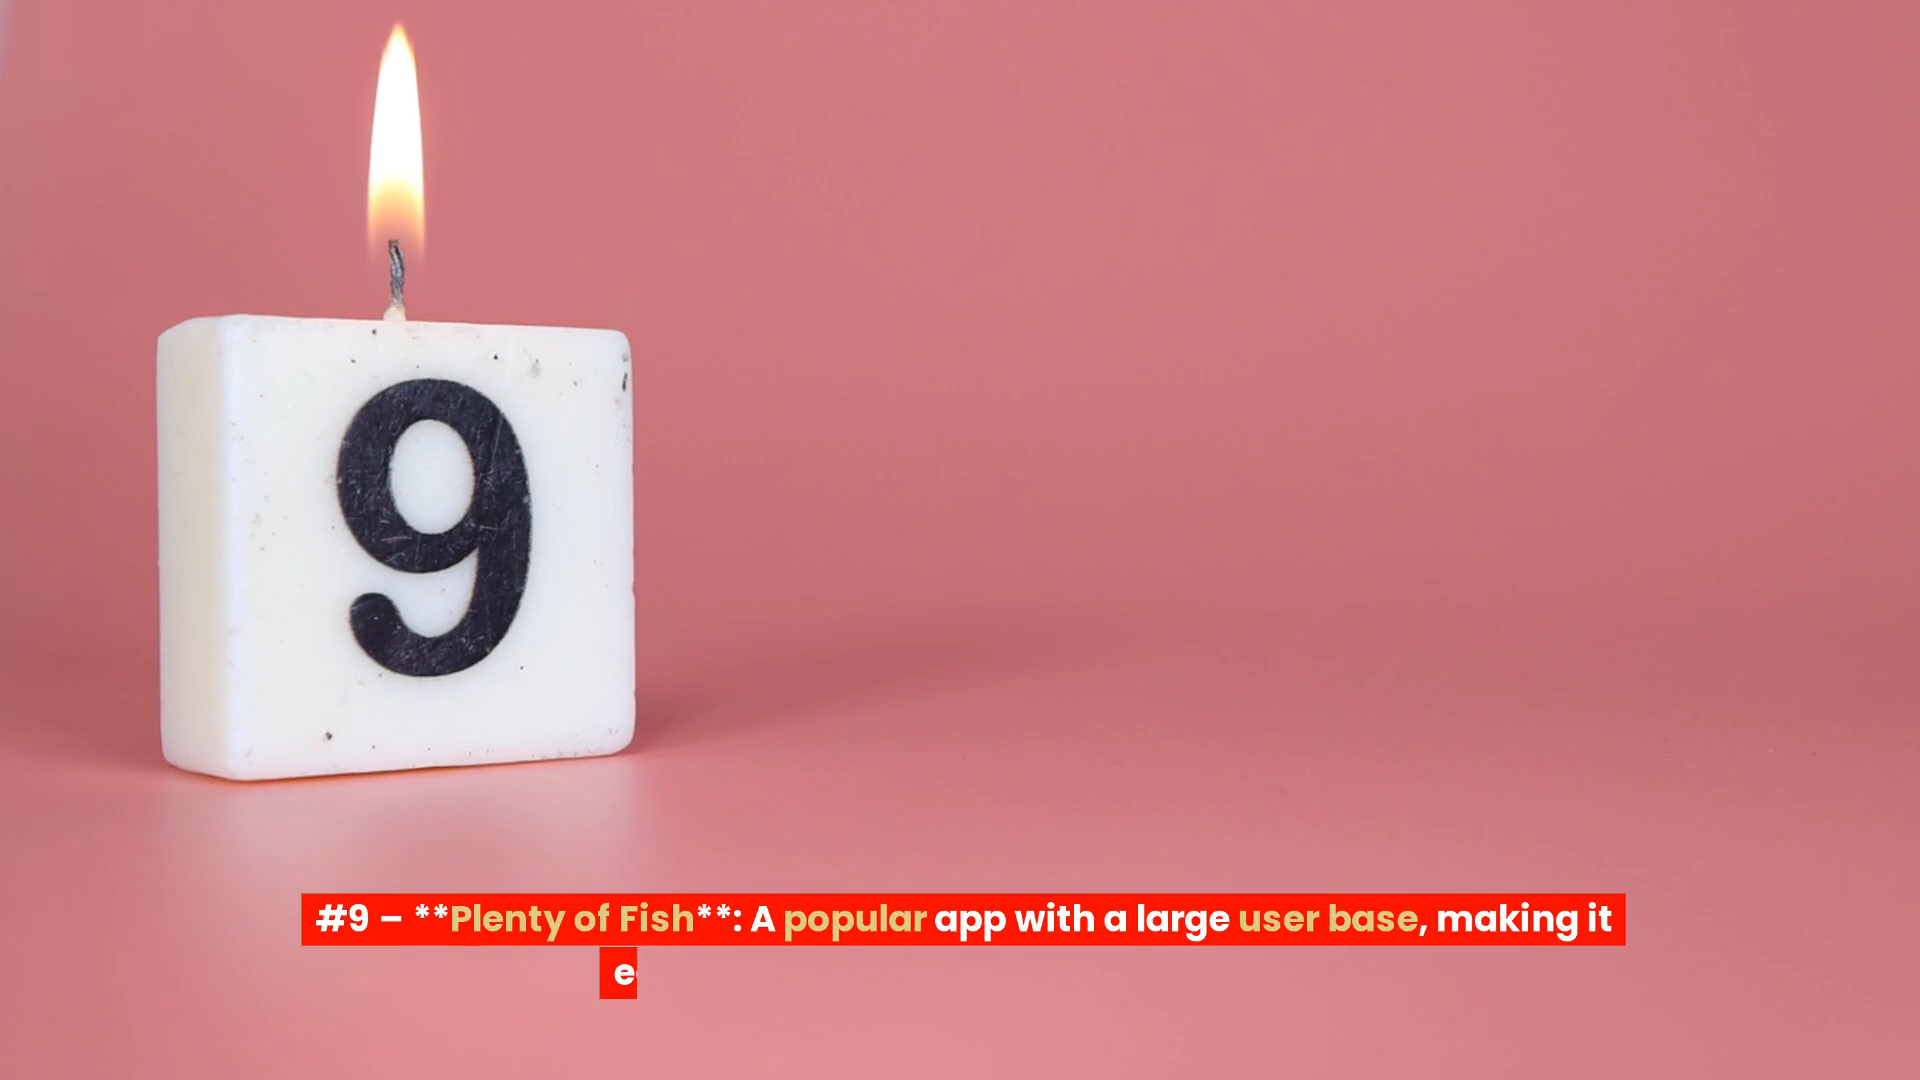 9
#9 – **Plenty of Fish**: A popular app with a large user base, making it
e